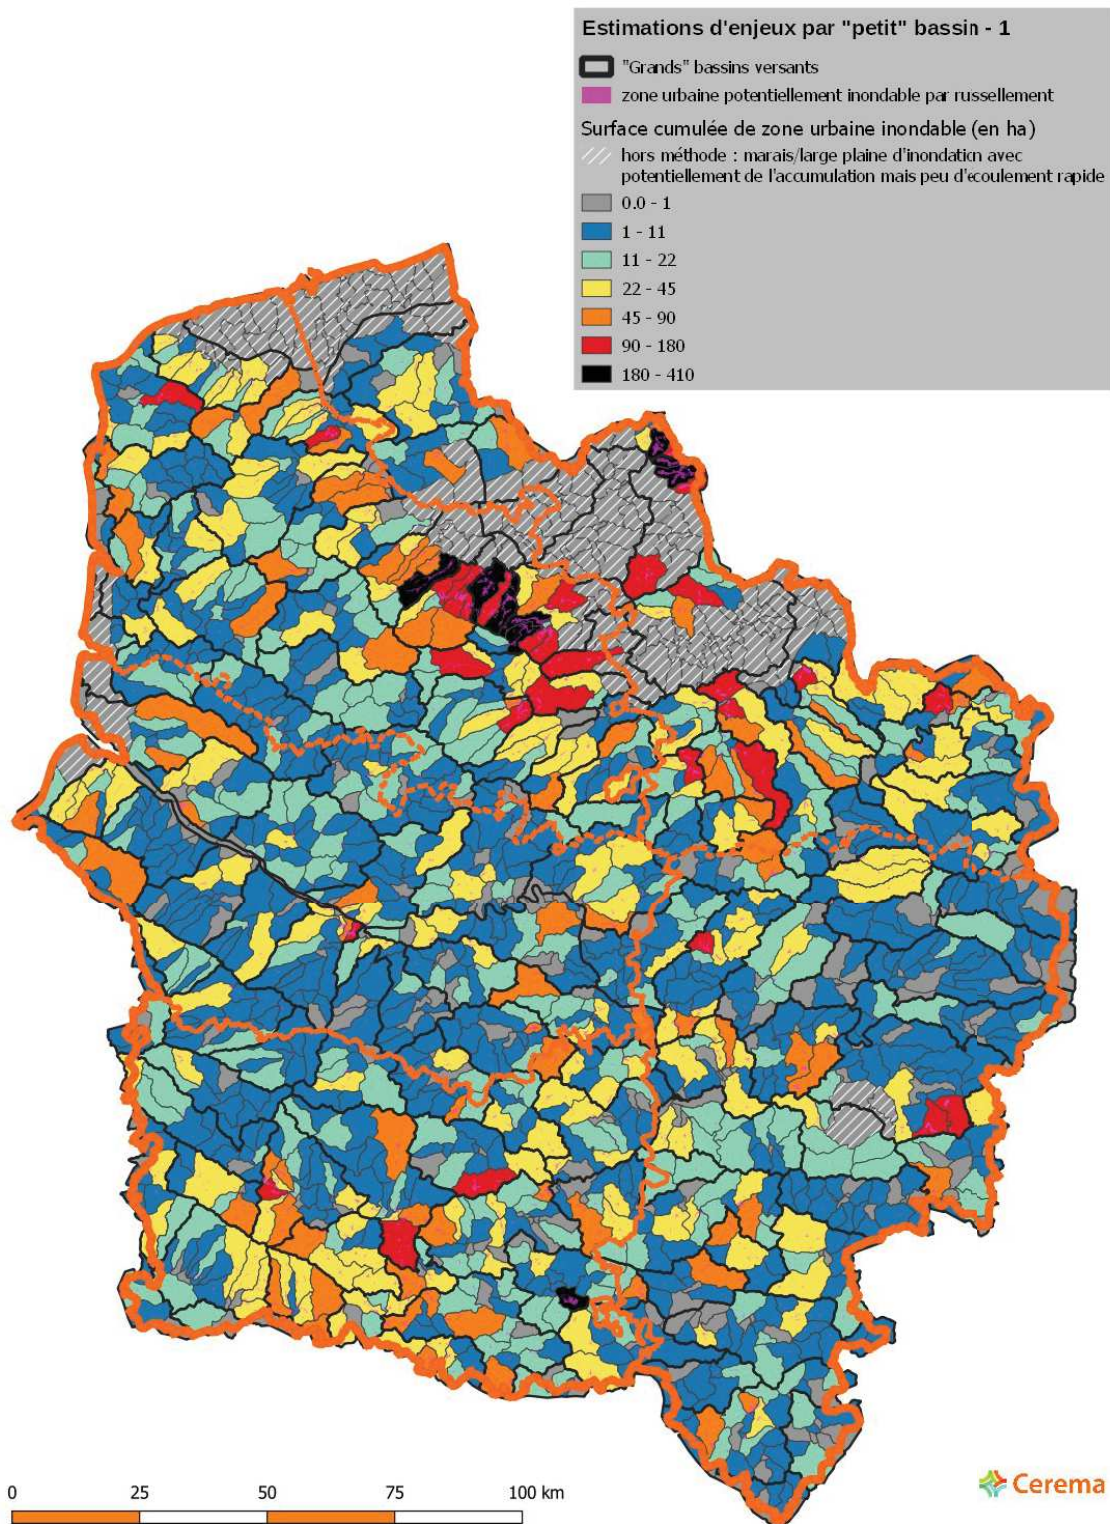 Estimations d'enjeux par "petit" bassin - 1
"Grands" bassins versants
zone urbaine potentiellement inondable par russellement
Surface cumulée de zone urbaine inondable (en ha)
hors méthode : marais/large plaine d'inondation avec
potentiellement de l'accumulation mais peu d'écoulement rapide
0.0 - 1
1 - 11
11 - 22
22 - 45
45 - 90
90 - 180
180 - 410
0 25 50 75 100 km
Cerema